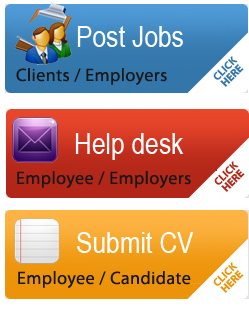 Post Jobs
Clients / Employers
CLICK
HERE
Help desk
Employee / Employers
CLICK
HERE
Submit CV
Employee / Candidate
CLICK
HERE